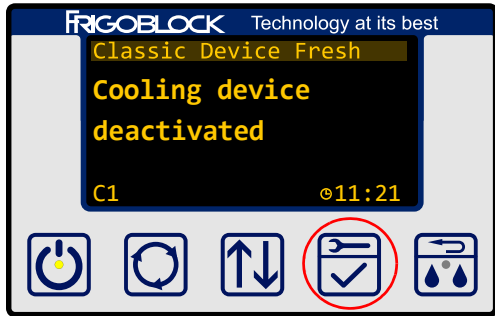 FRIGOBLOCK Technology at its best
Classic Device Fresh
Cooling device
deactivated
C1 11:21